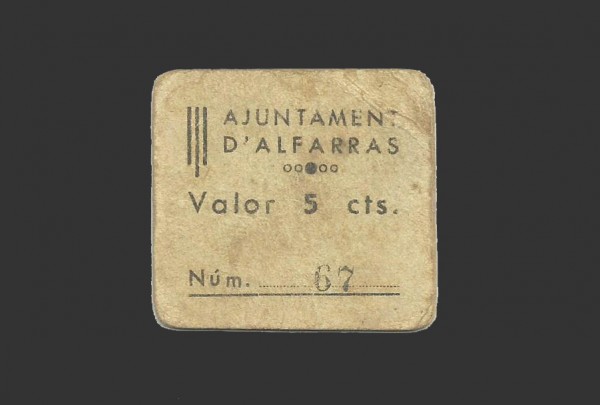 AJUNTAMENT
D'ALFARRAS
Valor 5 cts.
Núm. 67